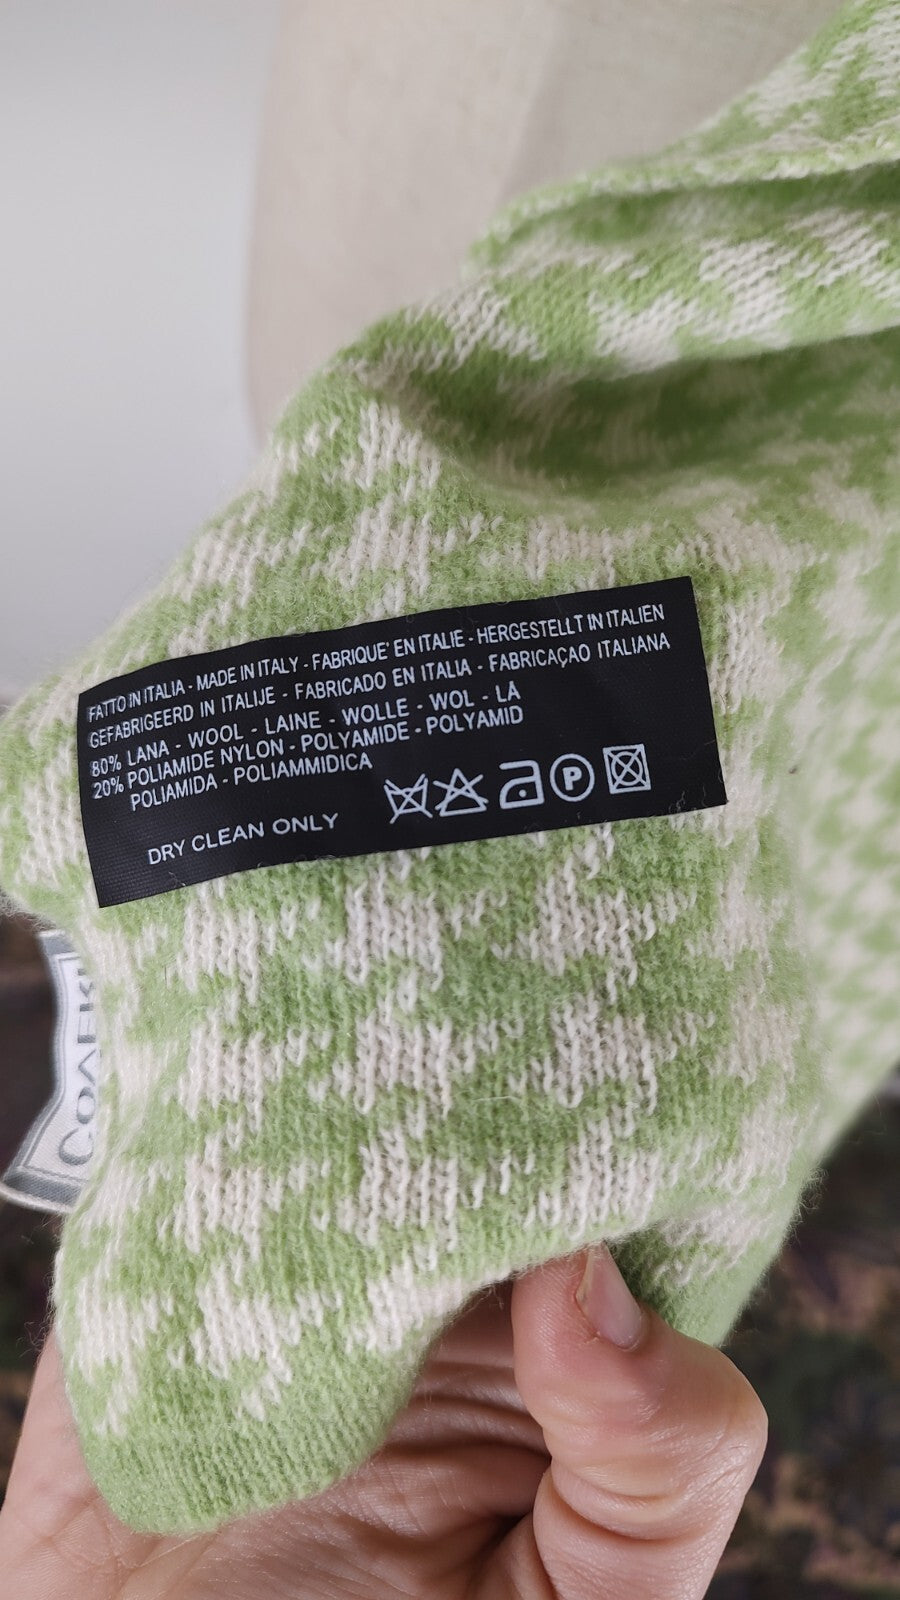 FATTO IN ITALIA - MADE IN ITALY - FABRIQUE' EN ITALIE - HERGESTELLT IN ITALIEN
GEFABRIGEERD IN ITALIJE - FABRICADO EN ITALIA - FABRICAÇAO ITALIANA
80% LANA - WOOL - LAINE - WOLLE - WOL - LÃ
20% POLIAMIDE NYLON - POLYAMIDE - POLYAMID
POLIAMIDA - POLIAMMIDICA
DRY CLEAN ONLY
P